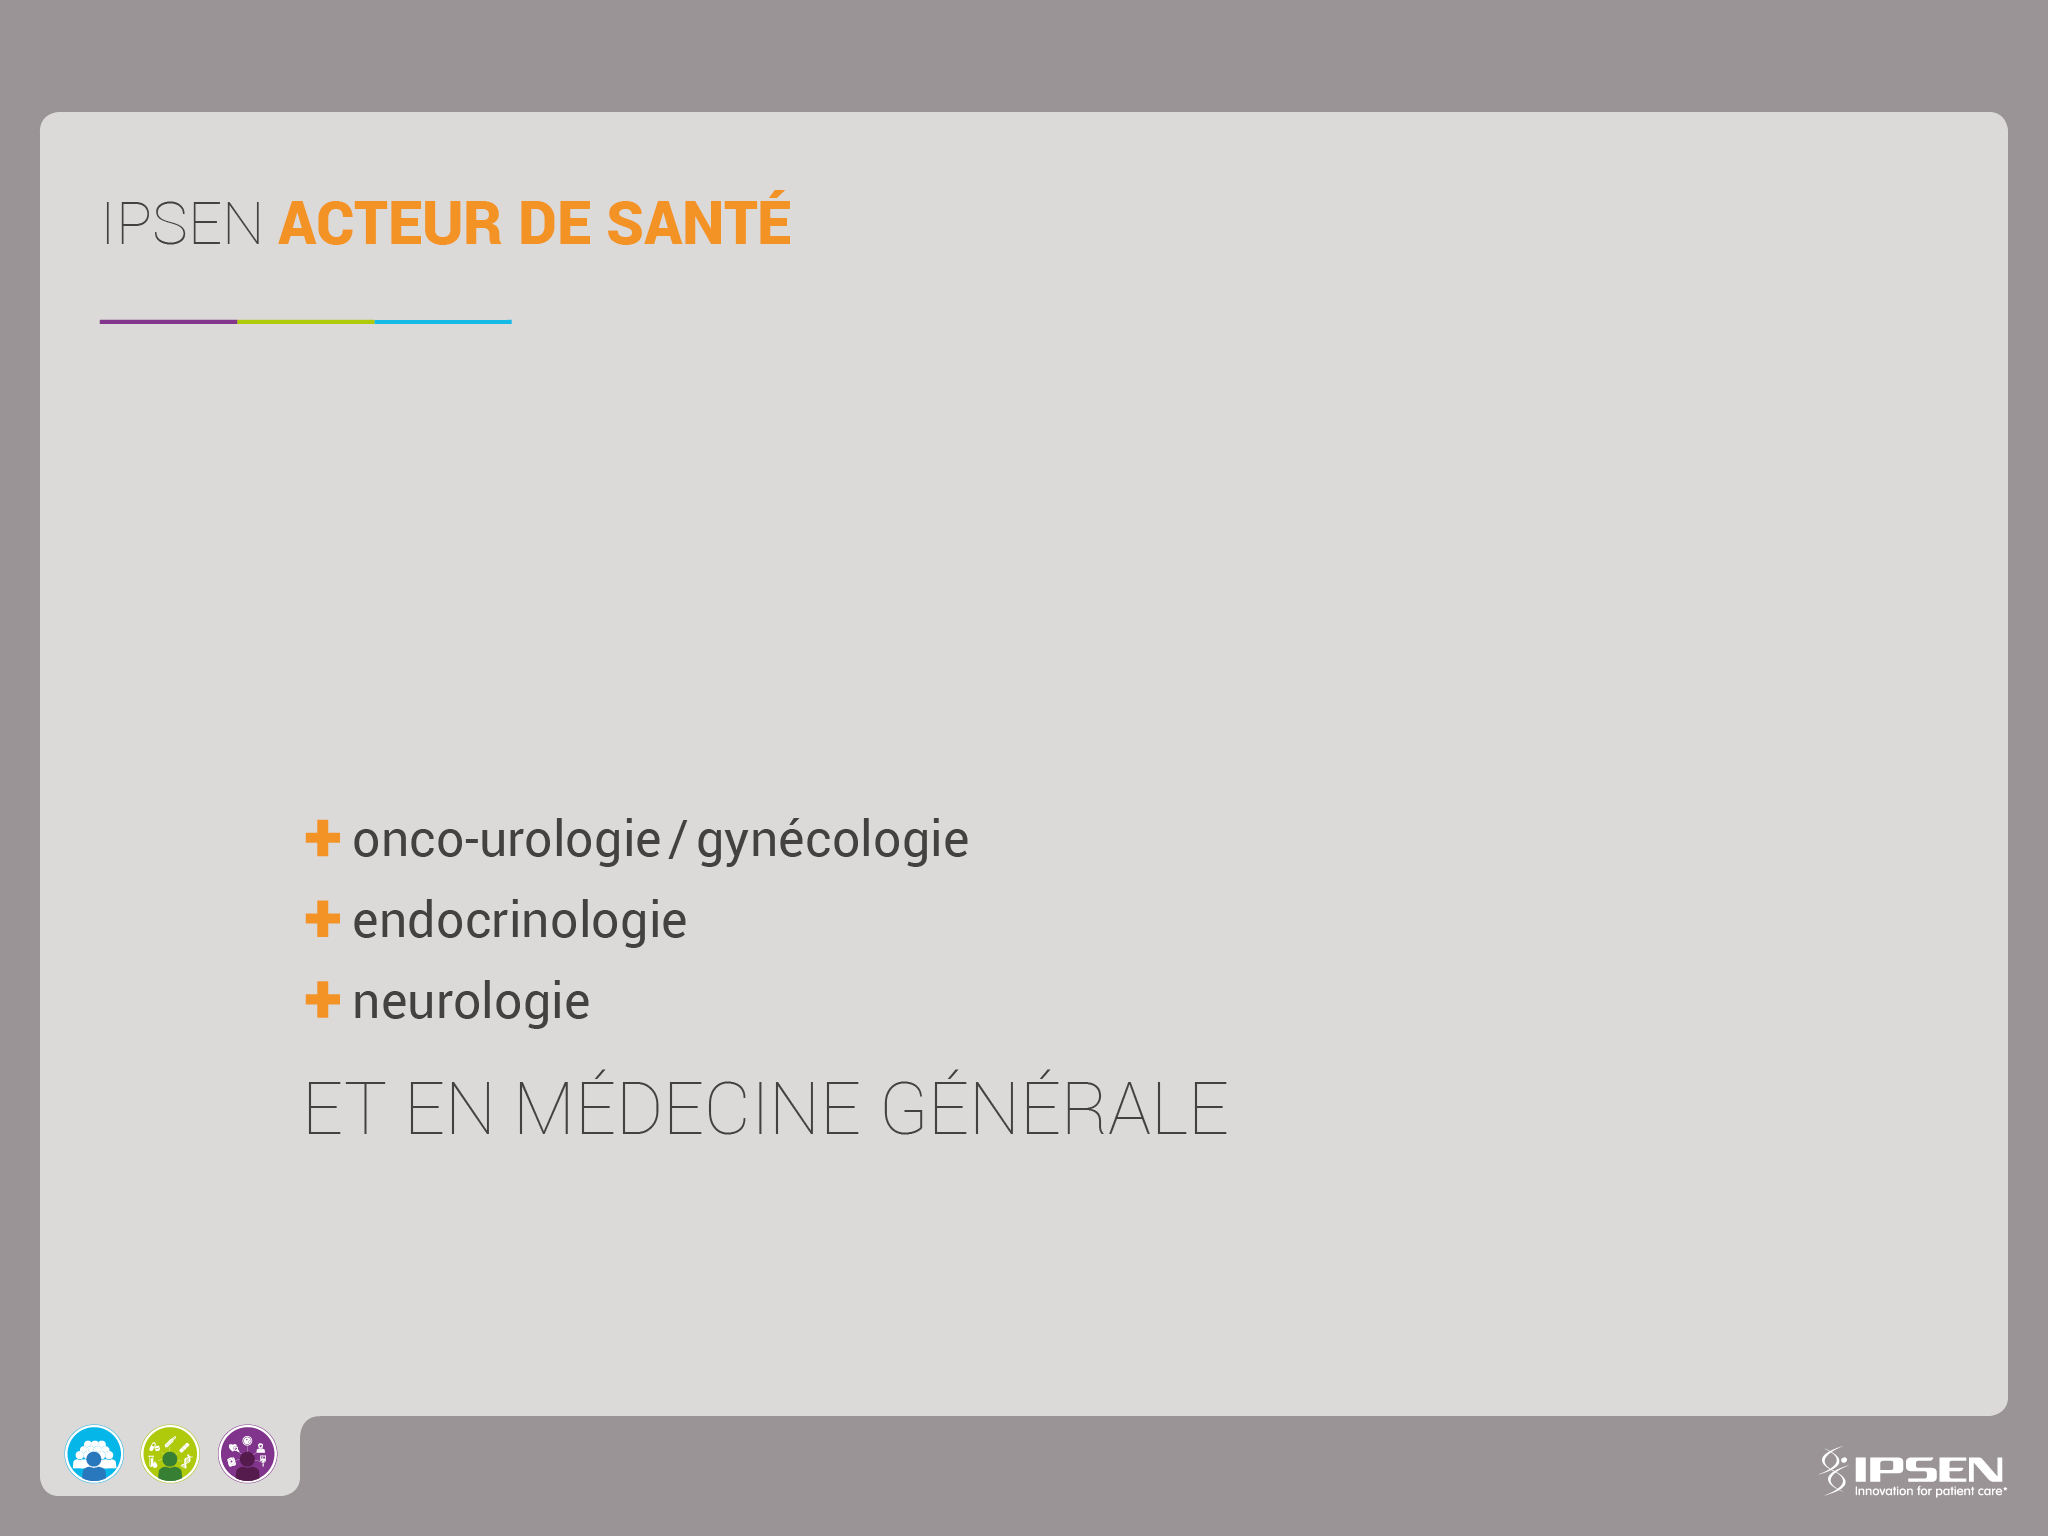 IPSEN ACTEUR DE SANTÉ
+ onco-urologie / gynécologie
+ endocrinologie
+ neurologie
ET EN MÉDECINE GÉNÉRALE
IPSEN
Innovation for patient care*